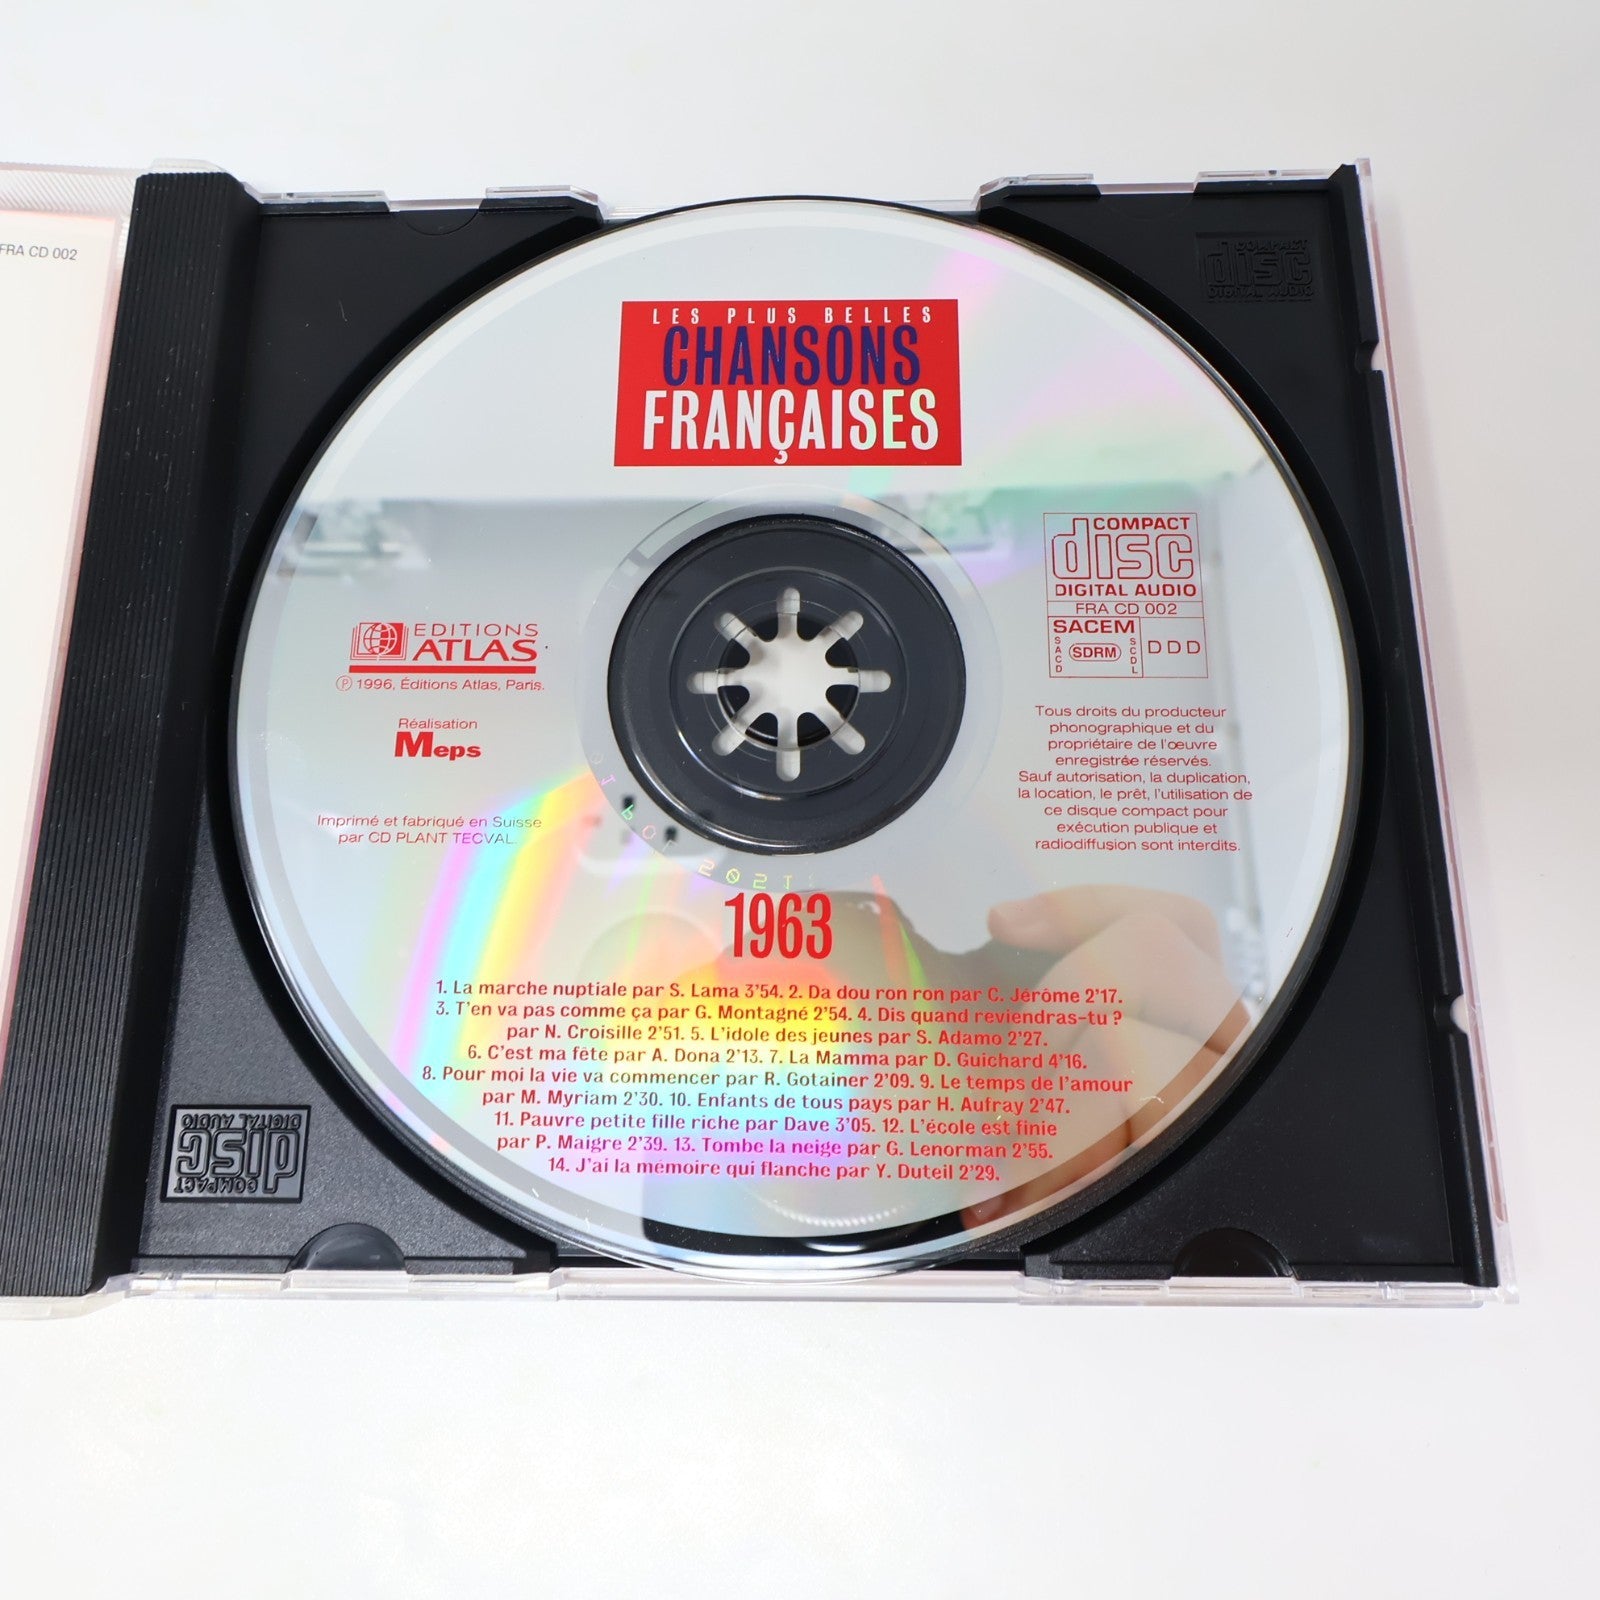 FRA CD 002
COMPACT
disc
DIGITAL AUDIO
LES PLUS BELLES
CHANSONS
FRANÇAISES
EDITIONS
ATLAS
℗ 1996, Éditions Atlas, Paris.
Réalisation
Meps
Imprimé et fabriqué en Suisse
par CD PLANT TECVAL.
COMPACT
disc
DIGITAL AUDIO
FRA CD 002
SACEM
SACD
SDRM
SCDL
DDD
Tous droits du producteur
phonographique et du
propriétaire de l'œuvre
enregistrée réservés.
Sauf autorisation, la duplication,
la location, le prêt, l'utilisation de
ce disque compact pour
exécution publique et
radiodiffusion sont interdits.
1963
1. La marche nuptiale par S. Lama 3'54. 2. Da dou ron ron par C. Jérôme 2'17.
3. T'en va pas comme ça par G. Montagné 2'54. 4. Dis quand reviendras-tu ?
par N. Croisille 2'51. 5. L'idole des jeunes par S. Adamo 2'27.
6. C'est ma fête par A. Dona 2'13. 7. La Mamma par D. Guichard 4'16.
8. Pour moi la vie va commencer par R. Gotainer 2'09. 9. Le temps de l'amour
par M. Myriam 2'30. 10. Enfants de tous pays par H. Aufray 2'47.
11. Pauvre petite fille riche par Dave 3'05. 12. L'école est finie
par P. Maigre 2'39. 13. Tombe la neige par G. Lenorman 2'55.
14. J'ai la mémoire qui flanche par Y. Duteil 2'29.
COMPACT
disc
DIGITAL AUDIO